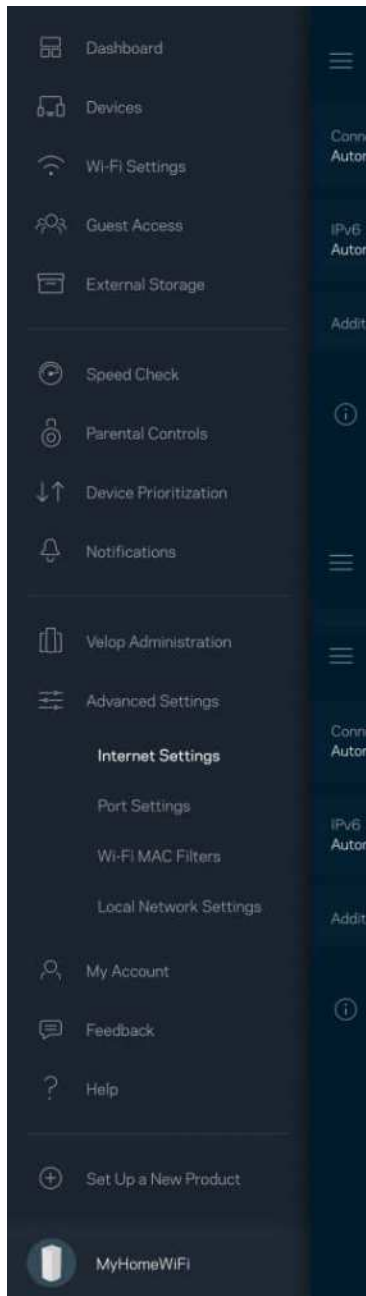 Dashboard
Devices
Wi-Fi Settings
Guest Access
External Storage
Speed Check
Parental Controls
Device Prioritization
Notifications
Velop Administration
Advanced Settings
Internet Settings
Port Settings
Wi-Fi MAC Filters
Local Network Settings
My Account
Feedback
Help
Set Up a New Product
MyHomeWiFi
IPv6
IPv6